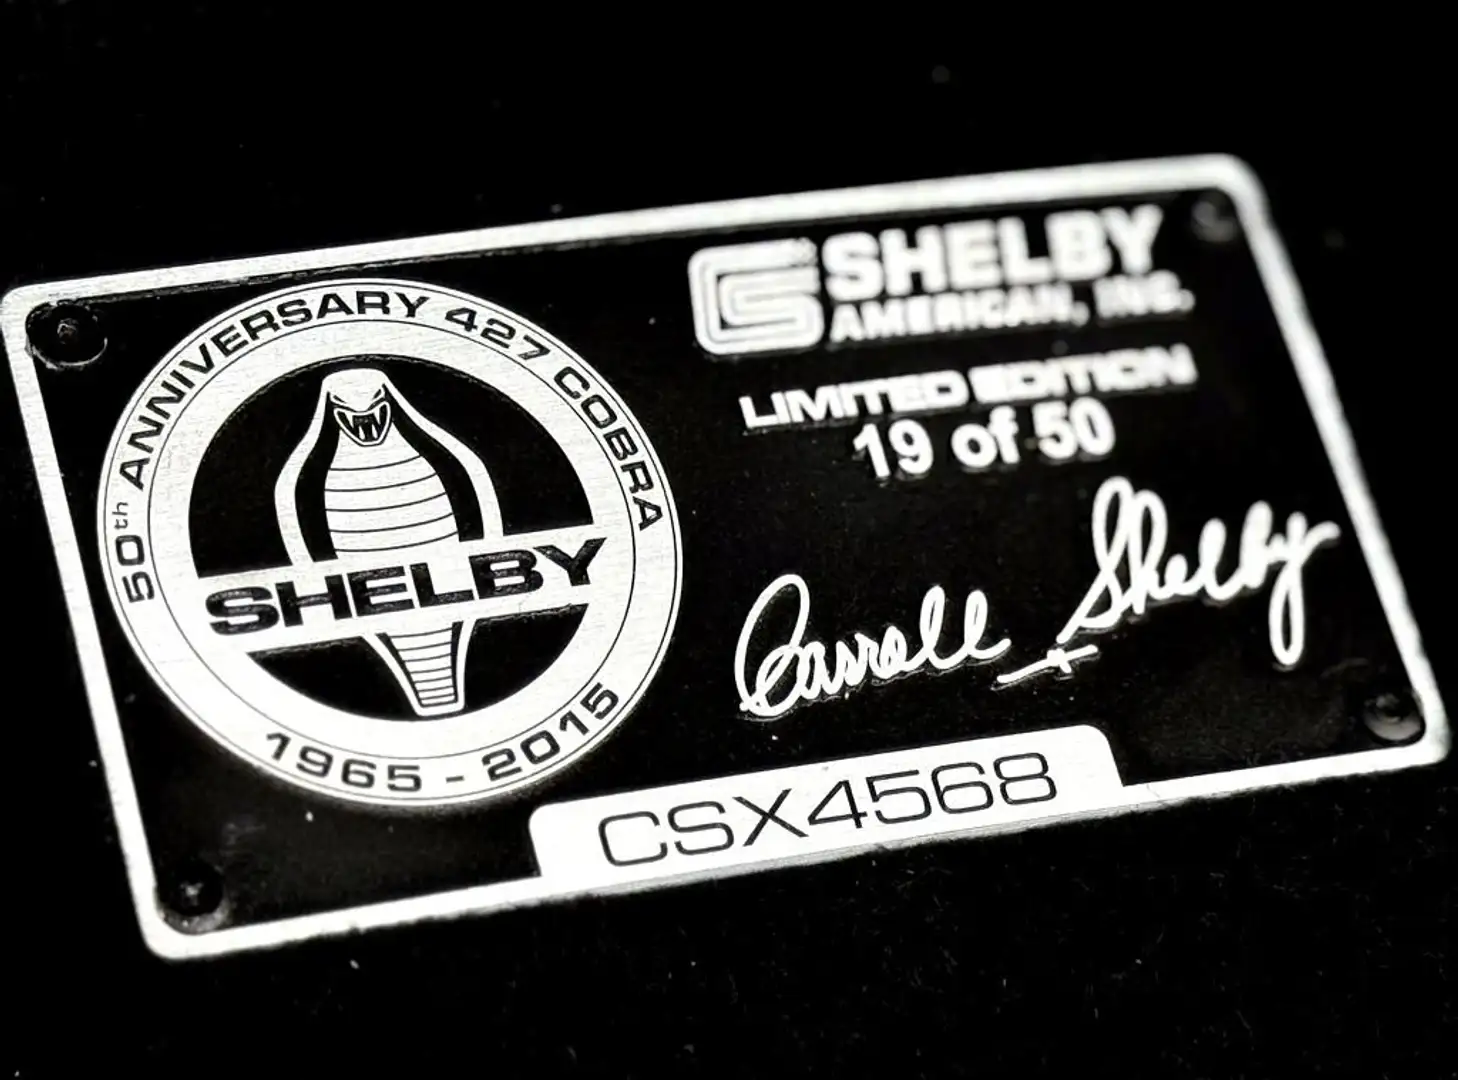 50th ANNIVERSARY 427 COBRA
SHELBY
1965 - 2015
SHELBY
AMERICAN, INC.
LIMITED EDITION
19 of 50
Carroll Shelby
CSX4568